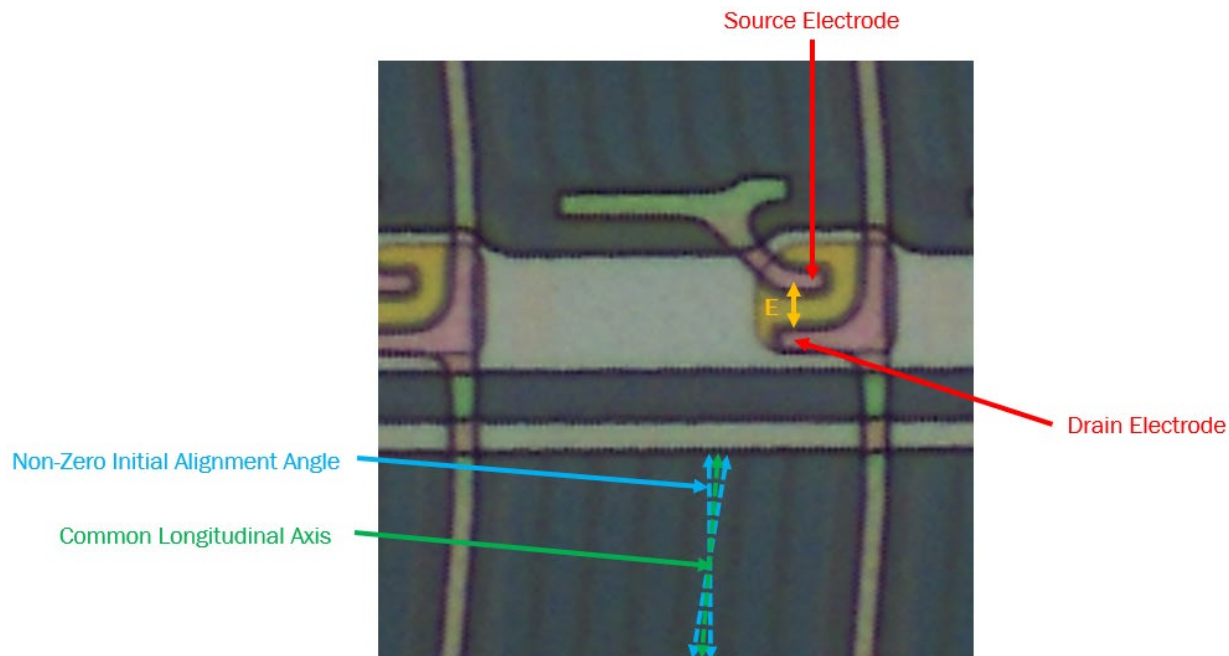 Source Electrode
E
Drain Electrode
Non-Zero Initial Alignment Angle
Common Longitudinal Axis